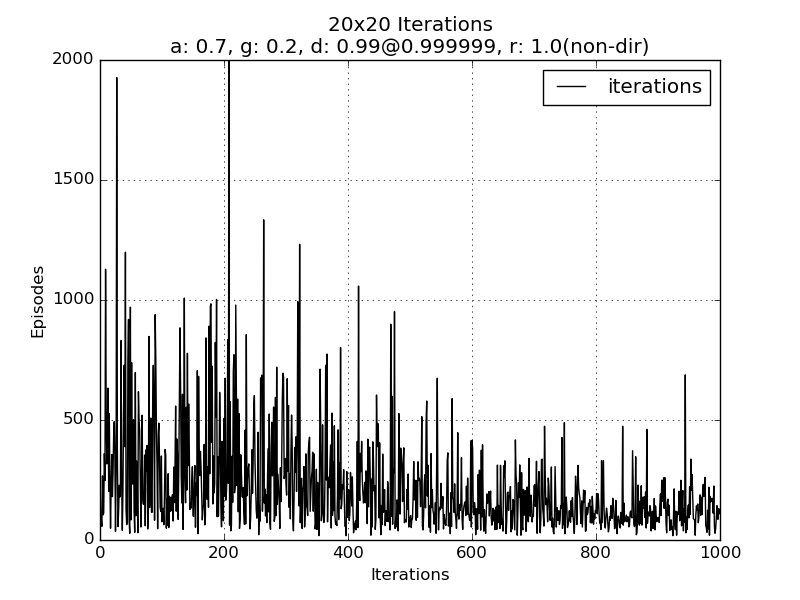 20x20 Iterations
a: 0.7, g: 0.2, d: 0.99@0.999999, r: 1.0(non-dir)
iterations
2000
1500
1000
500
0
Episodes
0 200 400 600 800 1000
Iterations